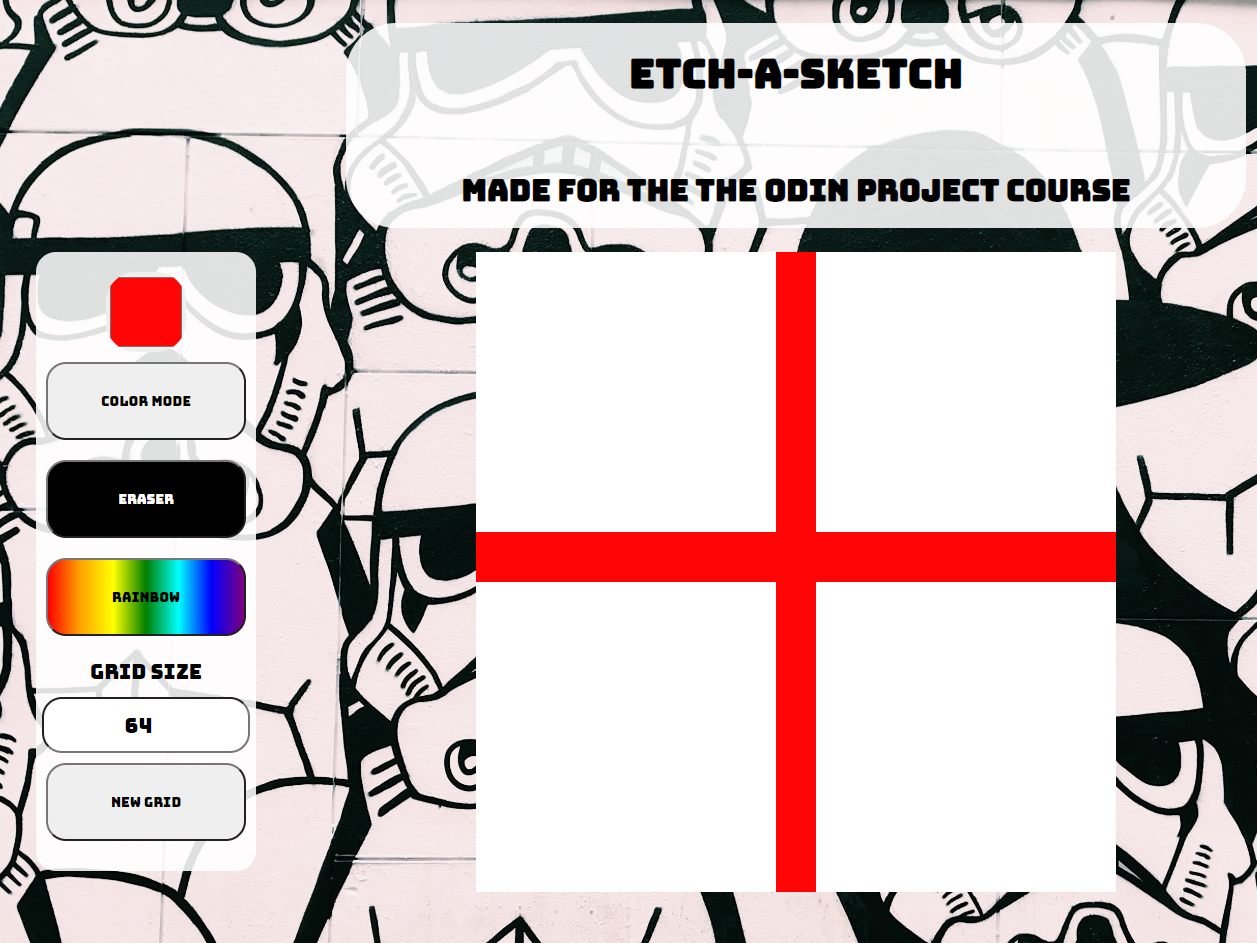 ETCH-A-SKETCH
MADE FOR THE THE ODIN PROJECT COURSE
COLOR MODE
ERASER
RAINBOW
GRID SIZE
64
NEW GRID